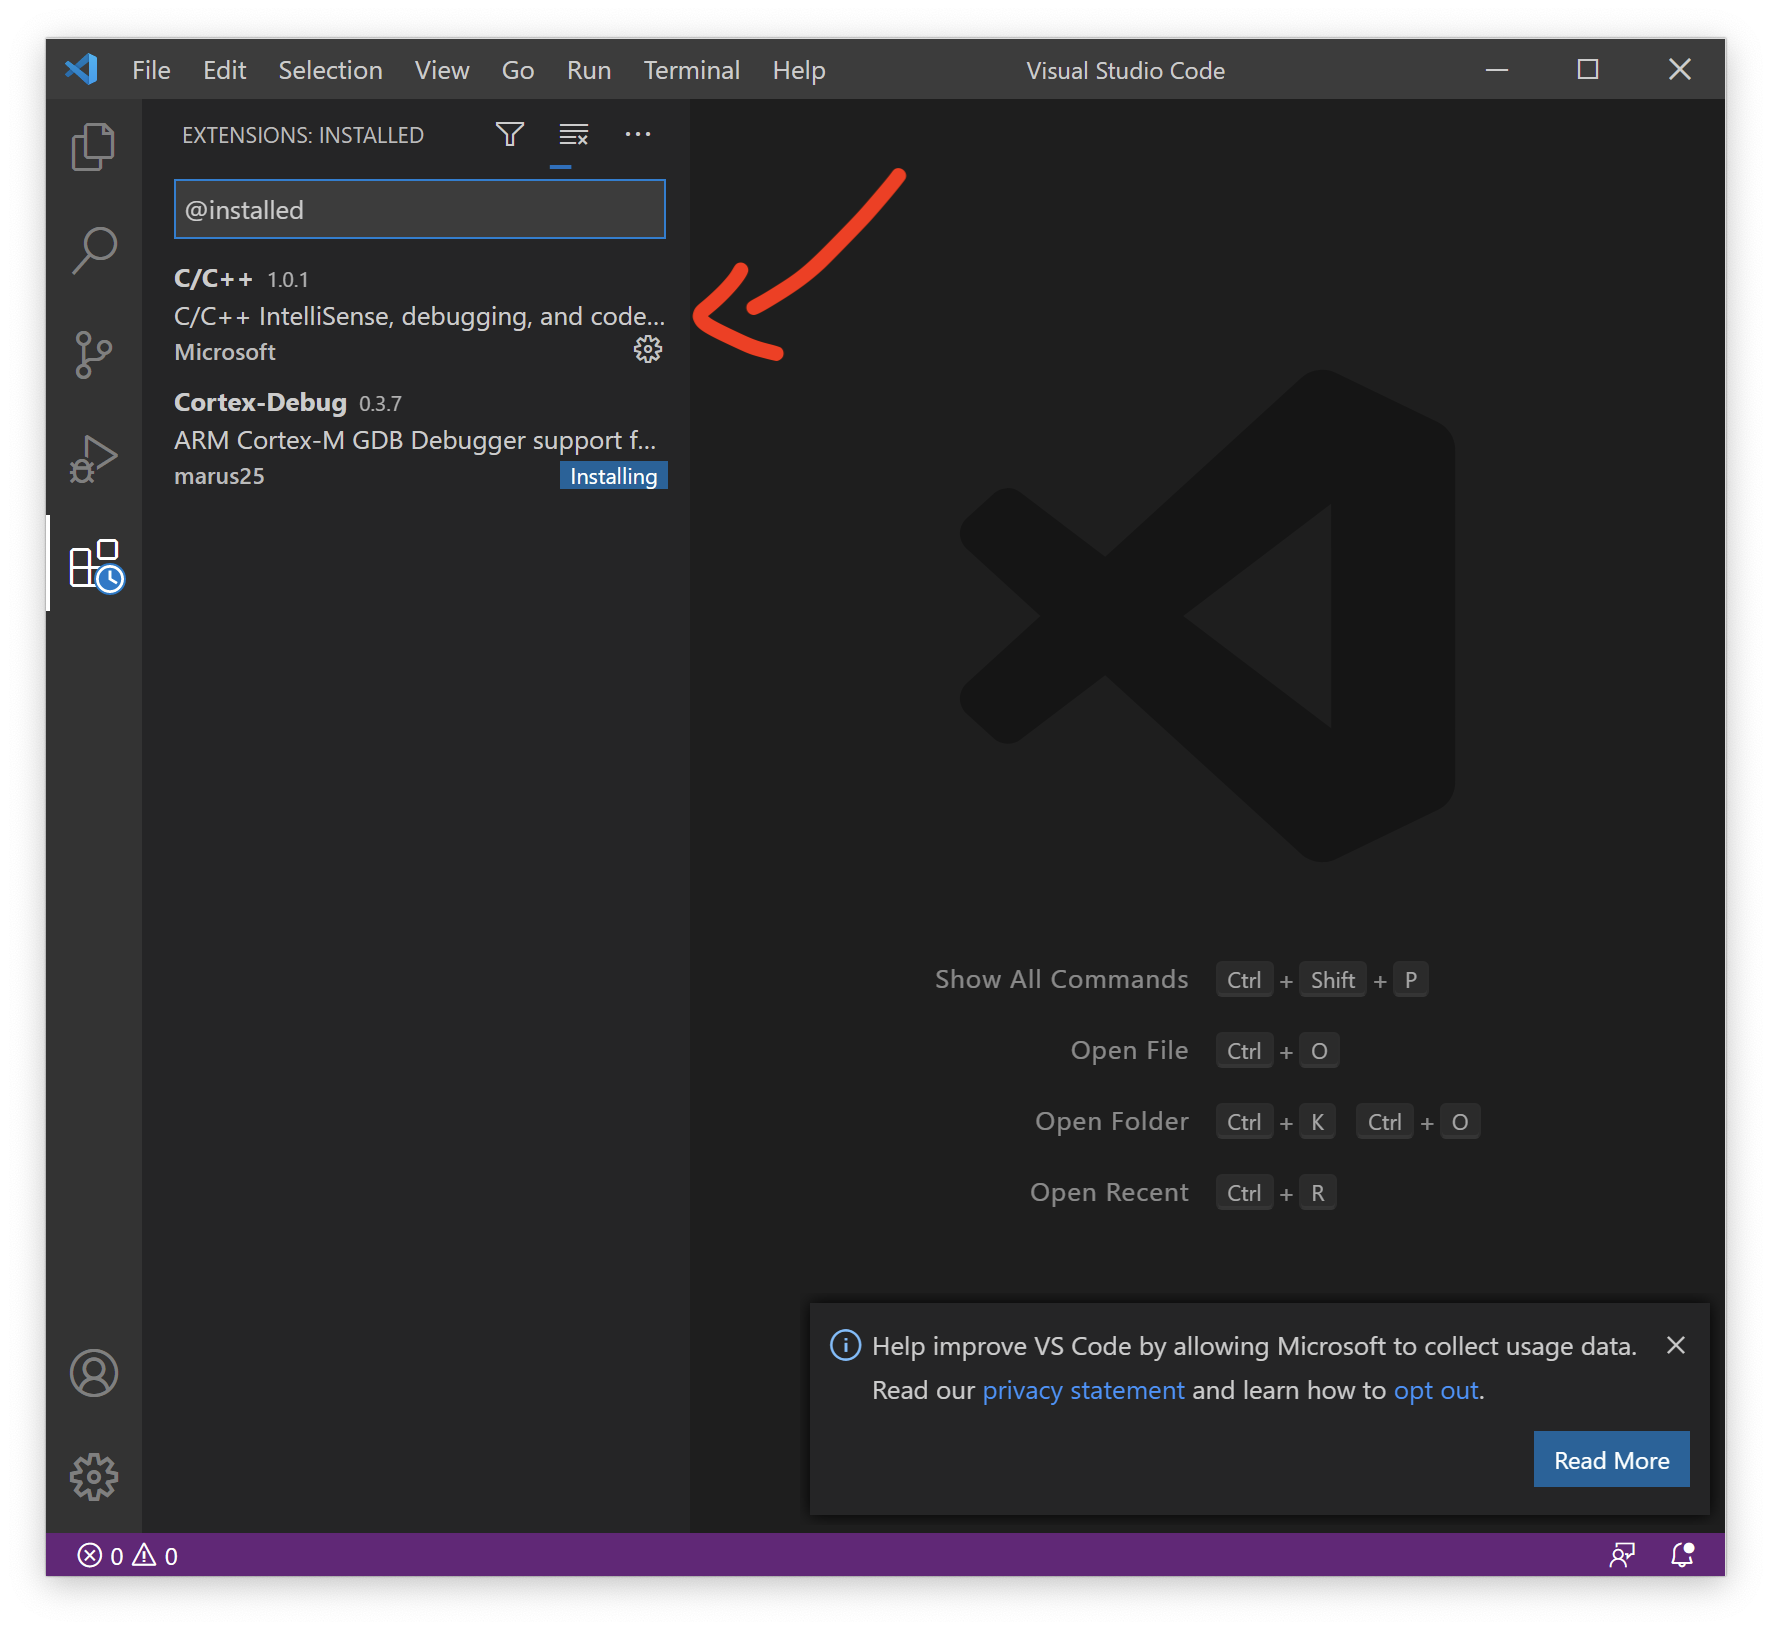 File Edit Selection View Go Run Terminal Help Visual Studio Code
EXTENSIONS: INSTALLED
@installed
C/C++ 1.0.1
C/C++ IntelliSense, debugging, and code...
Microsoft
Cortex-Debug 0.3.7
ARM Cortex-M GDB Debugger support f...
marus25 Installing
Show All Commands Ctrl + Shift + P
Open File Ctrl + O
Open Folder Ctrl + K Ctrl + O
Open Recent Ctrl + R
Help improve VS Code by allowing Microsoft to collect usage data.
Read our privacy statement and learn how to opt out.
Read More
0 0